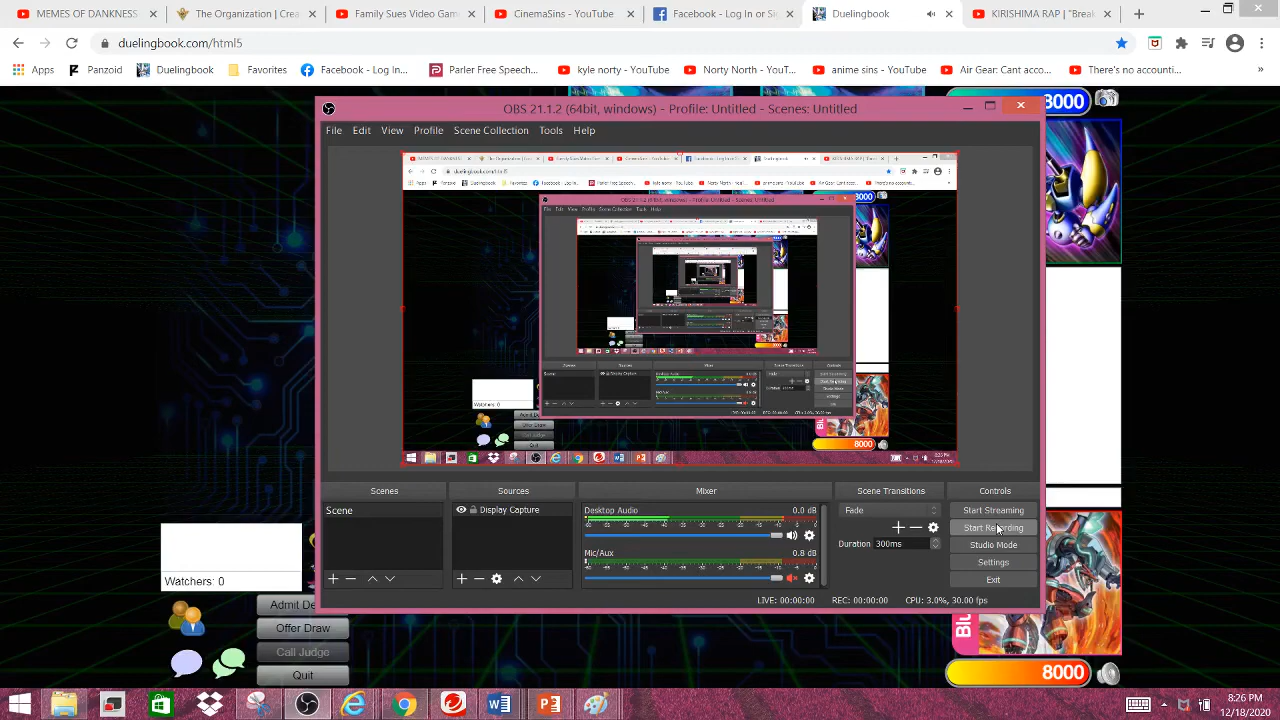 MEMES OF DARKNESS
The Organization | Crea
Family Suits Video Gam
CinemaSins - YouTube
Facebook - Log In or Si
Duelingbook
KIRISHIMA RAP | "Break
duelingbook.com/html5
Apps
Panzoid
Duelingbook
Favorites
Facebook - Log In...
Parler Free Speech...
kyle norty - YouTube
Norty North - YouT...
anime sins - YouTube
Air Gear: Cant acco...
There's no accounti...
»
8000
OBS 21.1.2 (64bit, windows) - Profile: Untitled - Scenes: Untitled
File Edit View Profile Scene Collection Tools Help
Scenes
Sources
Mixer
Scene Transitions
Controls
Scene
Display Capture
Desktop Audio 0.0 dB
Mic/Aux 0.8 dB
Fade
Duration 300ms
Start Streaming
Start Recording
Studio Mode
Settings
Exit
LIVE: 00:00:00 REC: 00:00:00 CPU: 3.0%, 30.00 fps
Watchers: 0
Admit De
Offer Draw
Call Judge
Quit
Blu
8000
8:26 PM
12/18/2020